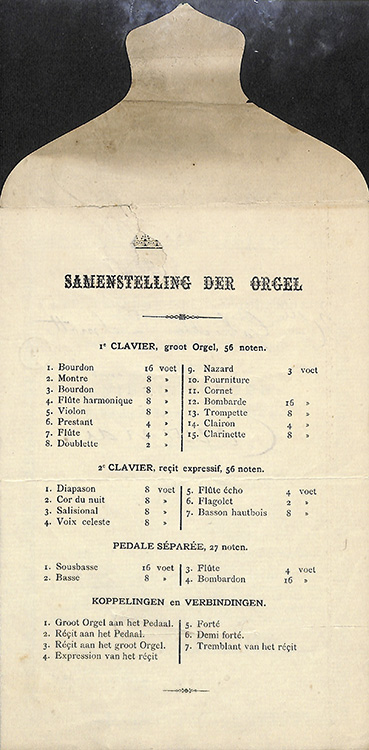 SAMENSTELLING DER ORGEL
1e CLAVIER, groot Orgel, 56 noten.
1. Bourdon 16 voet
2. Montre 8 »
3. Bourdon 8 »
4. Flûte harmonique 8 »
5. Violon 8 »
6. Prestant 4 »
7. Flûte 4 »
8. Doublette 2 »
9. Nazard 3 voet
10. Fourniture
11. Cornet
12. Bombarde 16 »
13. Trompette 8 »
14. Clairon 4 »
15. Clarinette 8 »
2e CLAVIER, reçit expressif, 56 noten.
1. Diapason 8 voet
2. Cor du nuit 8 »
3. Salisional 8 »
4. Voix celeste 8 »
5. Flûte écho 4 voet
6. Flagolet 2 »
7. Basson hautbois 8 »
PEDALE SÉPARÉE, 27 noten.
1. Sousbasse 16 voet
2. Basse 8 »
3. Flûte 4 voet
4. Bombardon 16 »
KOPPELINGEN en VERBINDINGEN.
1. Groot Orgel aan het Pedaal.
2. Réçit aan het Pedaal.
3. Réçit aan het groot Orgel.
4. Expression van het réçit
5. Forté
6. Demi forté.
7. Tremblant van het réçit